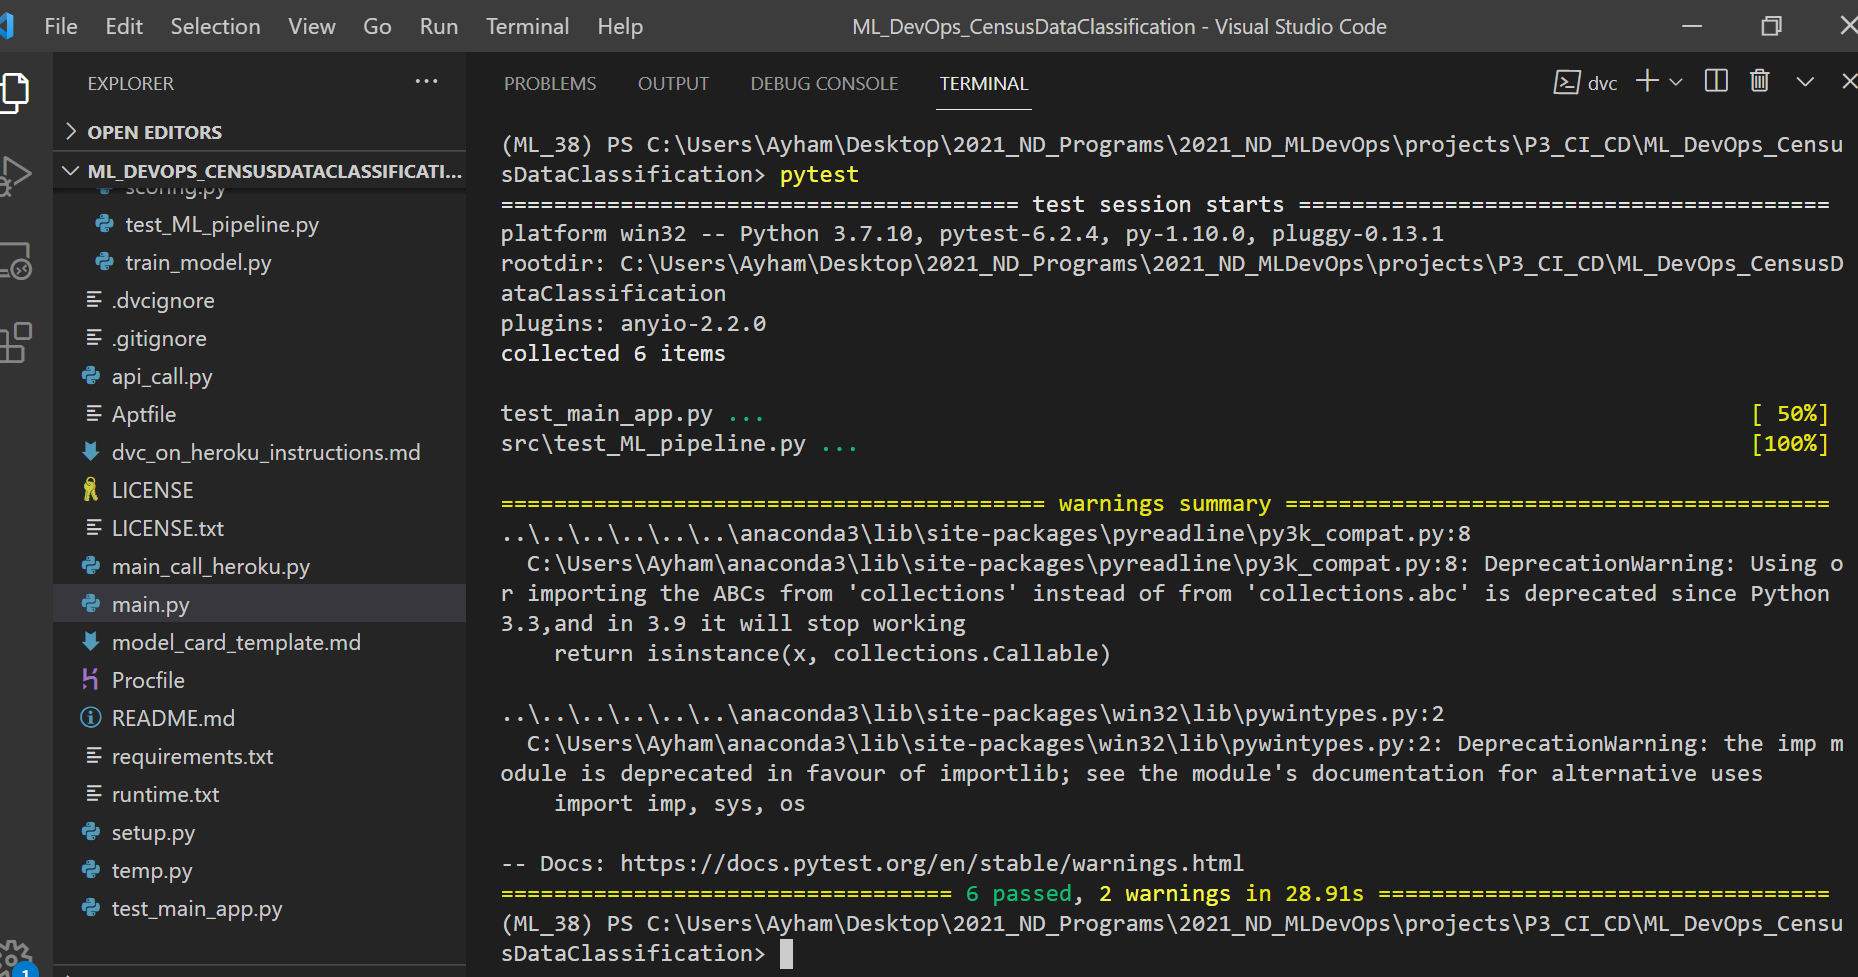 File Edit Selection View Go Run Terminal Help
ML_DevOps_CensusDataClassification - Visual Studio Code
EXPLORER
OPEN EDITORS
ML_DEVOPS_CENSUSDATACLASSIFICATI...
scoring.py
test_ML_pipeline.py
train_model.py
.dvcignore
.gitignore
api_call.py
Aptfile
dvc_on_heroku_instructions.md
LICENSE
LICENSE.txt
main_call_heroku.py
main.py
model_card_template.md
Procfile
README.md
requirements.txt
runtime.txt
setup.py
temp.py
test_main_app.py
1
PROBLEMS OUTPUT DEBUG CONSOLE TERMINAL
dvc
(ML_38) PS C:\Users\Ayham\Desktop\2021_ND_Programs\2021_ND_MLDevOps\projects\P3_CI_CD\ML_DevOps_Censu
sDataClassification> pytest
======================================= test session starts ========================================
platform win32 -- Python 3.7.10, pytest-6.2.4, py-1.10.0, pluggy-0.13.1
rootdir: C:\Users\Ayham\Desktop\2021_ND_Programs\2021_ND_MLDevOps\projects\P3_CI_CD\ML_DevOps_CensusD
ataClassification
plugins: anyio-2.2.0
collected 6 items
test_main_app.py ... [ 50%]
src\test_ML_pipeline.py ... [100%]
========================================= warnings summary =========================================
..\..\..\..\..\..\anaconda3\lib\site-packages\pyreadline\py3k_compat.py:8
C:\Users\Ayham\anaconda3\lib\site-packages\pyreadline\py3k_compat.py:8: DeprecationWarning: Using o
r importing the ABCs from 'collections' instead of from 'collections.abc' is deprecated since Python
3.3,and in 3.9 it will stop working
return isinstance(x, collections.Callable)
..\..\..\..\..\..\anaconda3\lib\site-packages\win32\lib\pywintypes.py:2
C:\Users\Ayham\anaconda3\lib\site-packages\win32\lib\pywintypes.py:2: DeprecationWarning: the imp m
odule is deprecated in favour of importlib; see the module's documentation for alternative uses
import imp, sys, os
-- Docs: https://docs.pytest.org/en/stable/warnings.html
================================== 6 passed, 2 warnings in 28.91s ==================================
(ML_38) PS C:\Users\Ayham\Desktop\2021_ND_Programs\2021_ND_MLDevOps\projects\P3_CI_CD\ML_DevOps_Censu
sDataClassification>